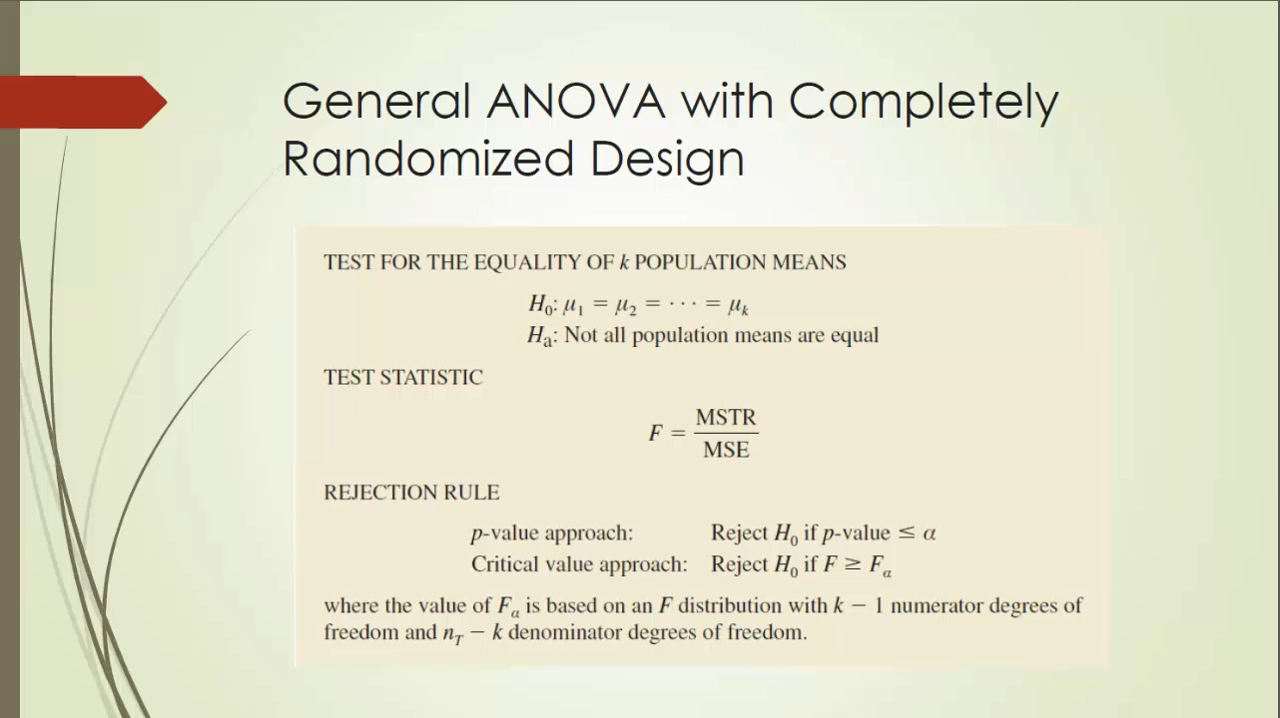 General ANOVA with Completely
Randomized Design
TEST FOR THE EQUALITY OF k POPULATION MEANS
H₀: μ₁ = μ₂ = · · · = μₖ
Hₐ: Not all population means are equal
TEST STATISTIC
F = MSTR / MSE
REJECTION RULE
p-value approach: Reject H₀ if p-value ≤ α
Critical value approach: Reject H₀ if F ≥ F_α
where the value of F_α is based on an F distribution with k − 1 numerator degrees of
freedom and n_T − k denominator degrees of freedom.